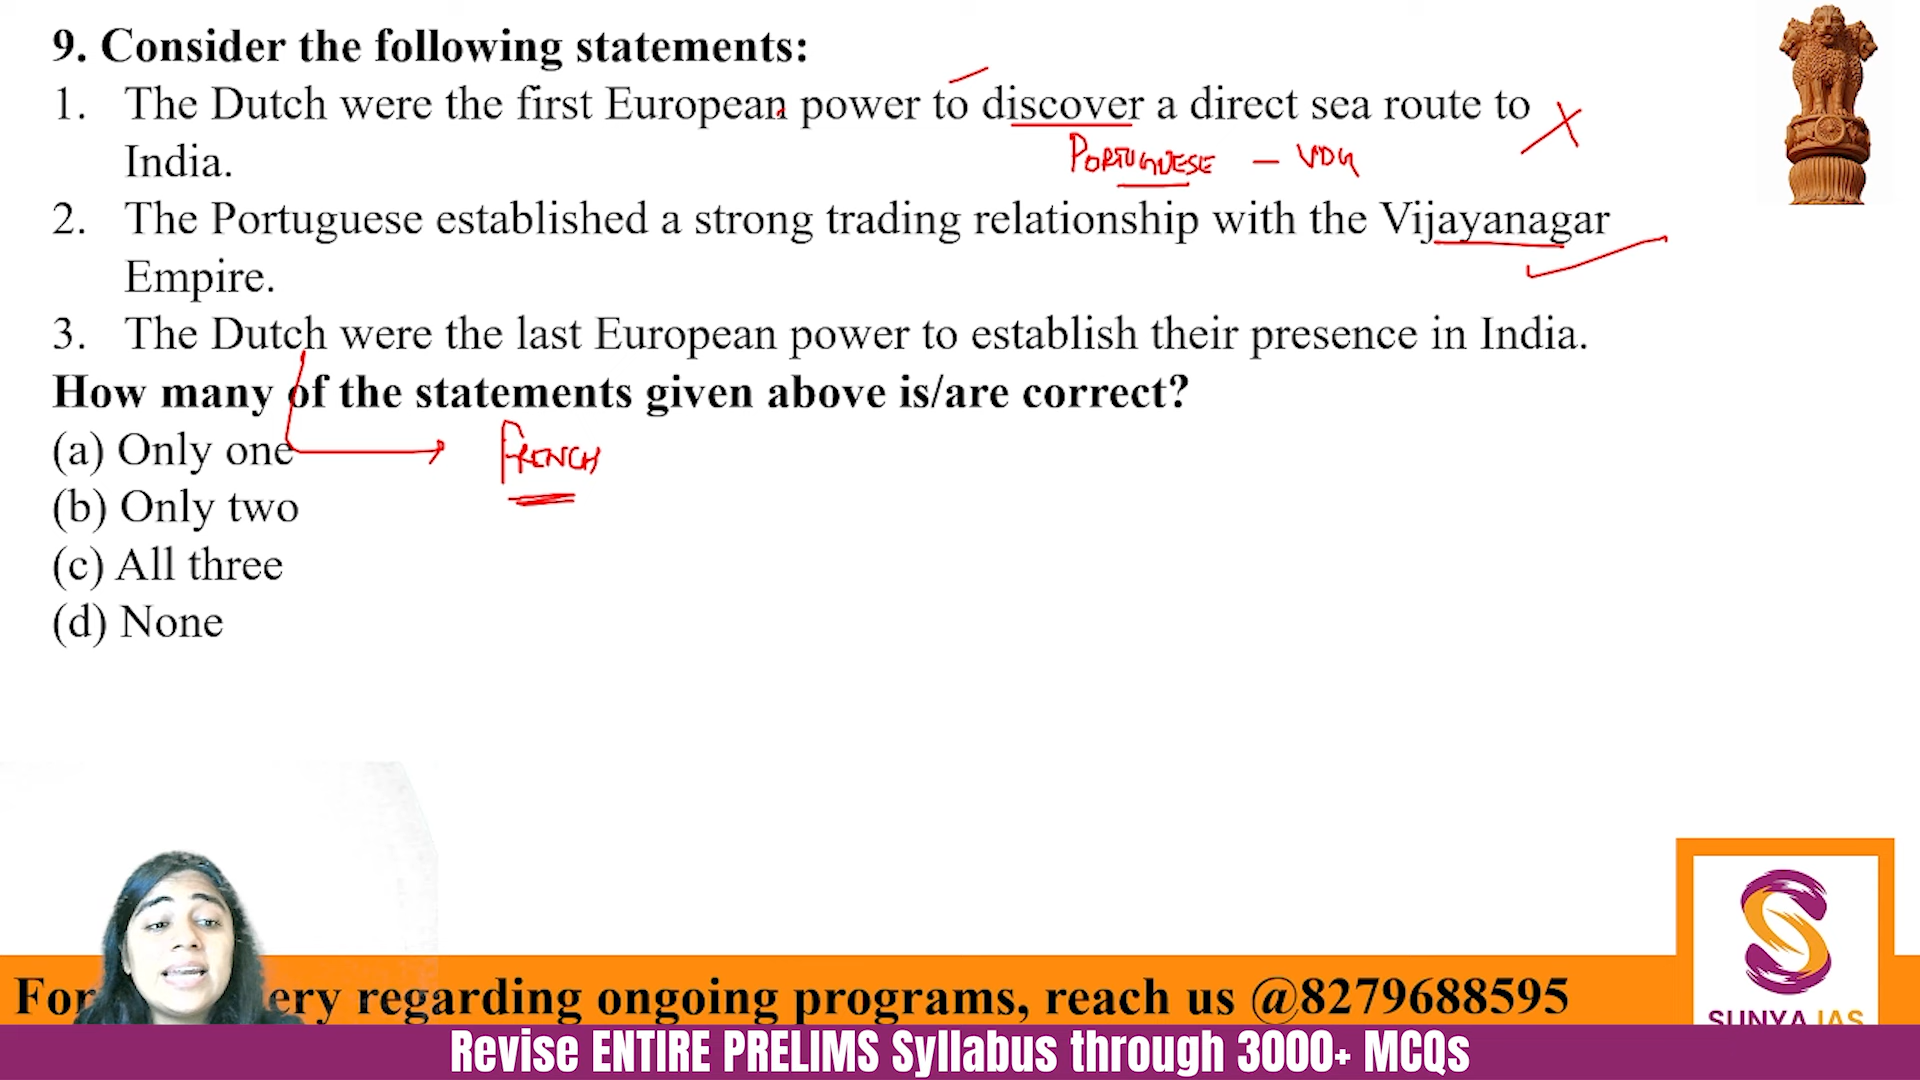 9. Consider the following statements:
1. The Dutch were the first European power to discover a direct sea route to
India.
PORTUGUESE - VDG
2. The Portuguese established a strong trading relationship with the Vijayanagar
Empire.
3. The Dutch were the last European power to establish their presence in India.
How many of the statements given above is/are correct?
(a) Only one
FRENCH
(b) Only two
(c) All three
(d) None
For ery regarding ongoing programs, reach us @8279688595
SUNYA IAS
Revise ENTIRE PRELIMS Syllabus through 3000+ MCQs